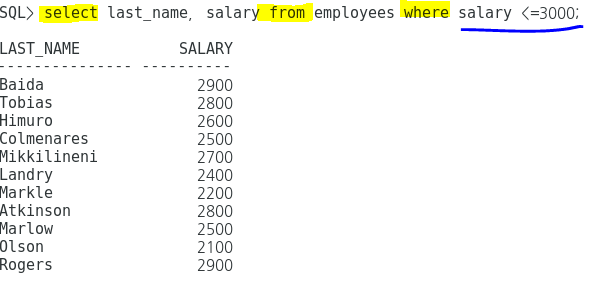 SQL> select last_name, salary from employees where salary <=3000;
LAST_NAME SALARY
--------------- ----------
Baida 2900
Tobias 2800
Himuro 2600
Colmenares 2500
Mikkilineni 2700
Landry 2400
Markle 2200
Atkinson 2800
Marlow 2500
Olson 2100
Rogers 2900